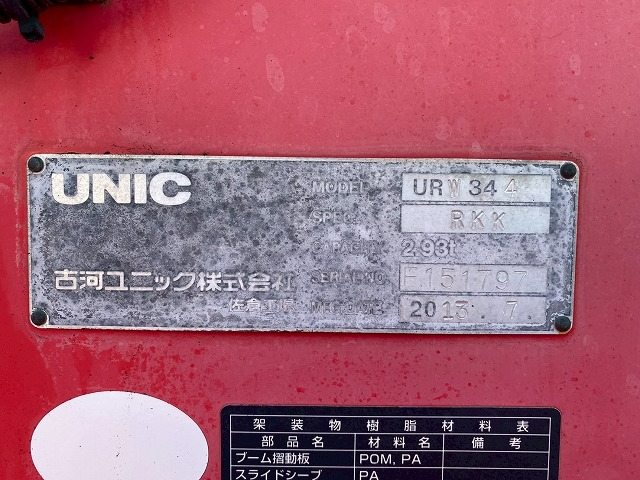 UNIC
MODEL URW344
SPEC. RKK
CAPACITY 2.93t
古河ユニック株式会社 SERIAL NO. F151797
佐倉工場 2013. 7
架装物樹脂材料表
部品名 材料名 備考
ブーム摺動板 POM, PA
スライドシーブ PA